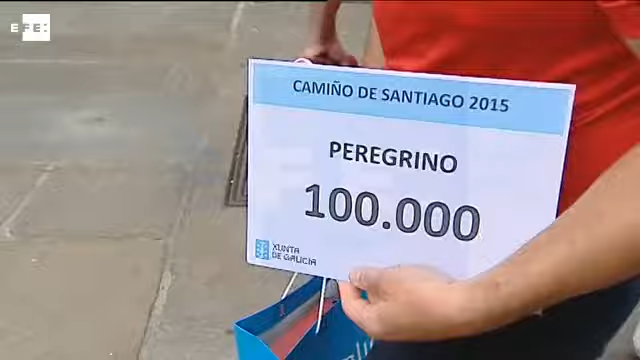 EFE:
CAMIÑO DE SANTIAGO 2015
PEREGRINO
100.000
XUNTA
DE GALICIA